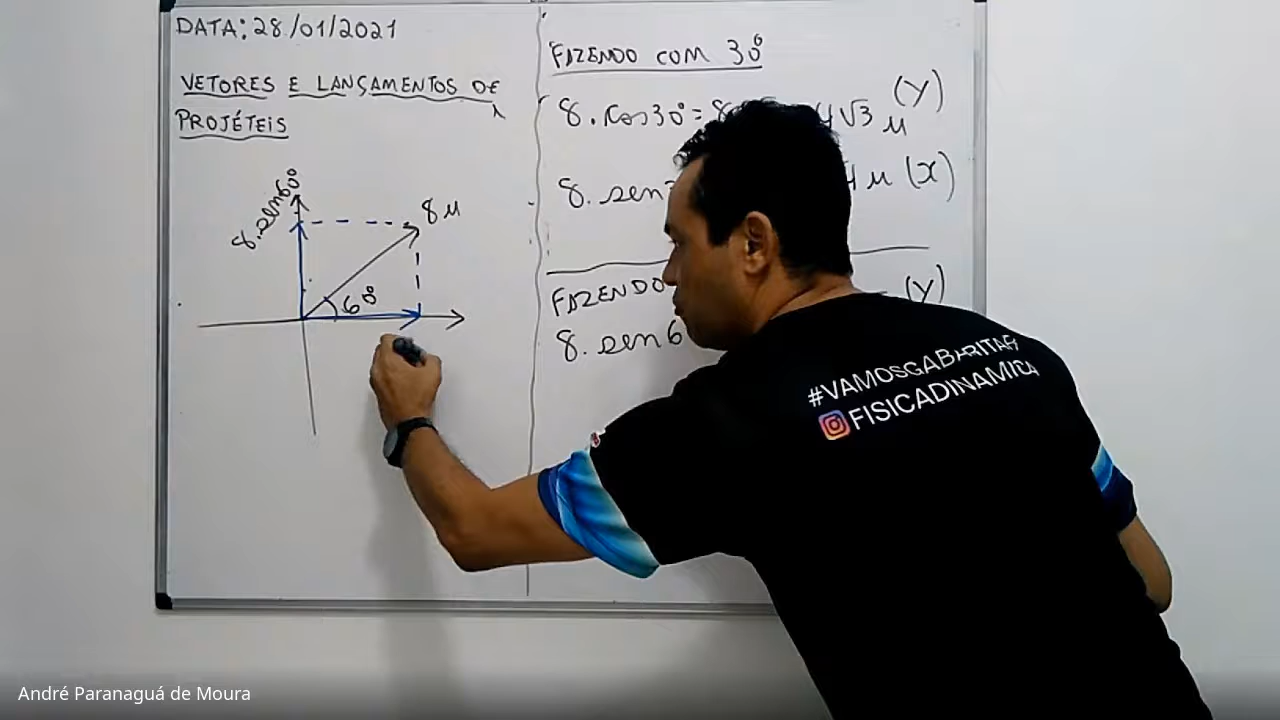 DATA: 28/01/2021
VETORES E LANÇAMENTOS DE
PROJÉTEIS
8.sen60°
8 u
60°
FAZENDO COM 30°
8. cos30° = 8 4√3 u (Y)
8. sen 4 u (x)
FAZENDO (Y)
8. sen 6
#VAMOSGABARITAR
FISICADINAMICA
André Paranaguá de Moura